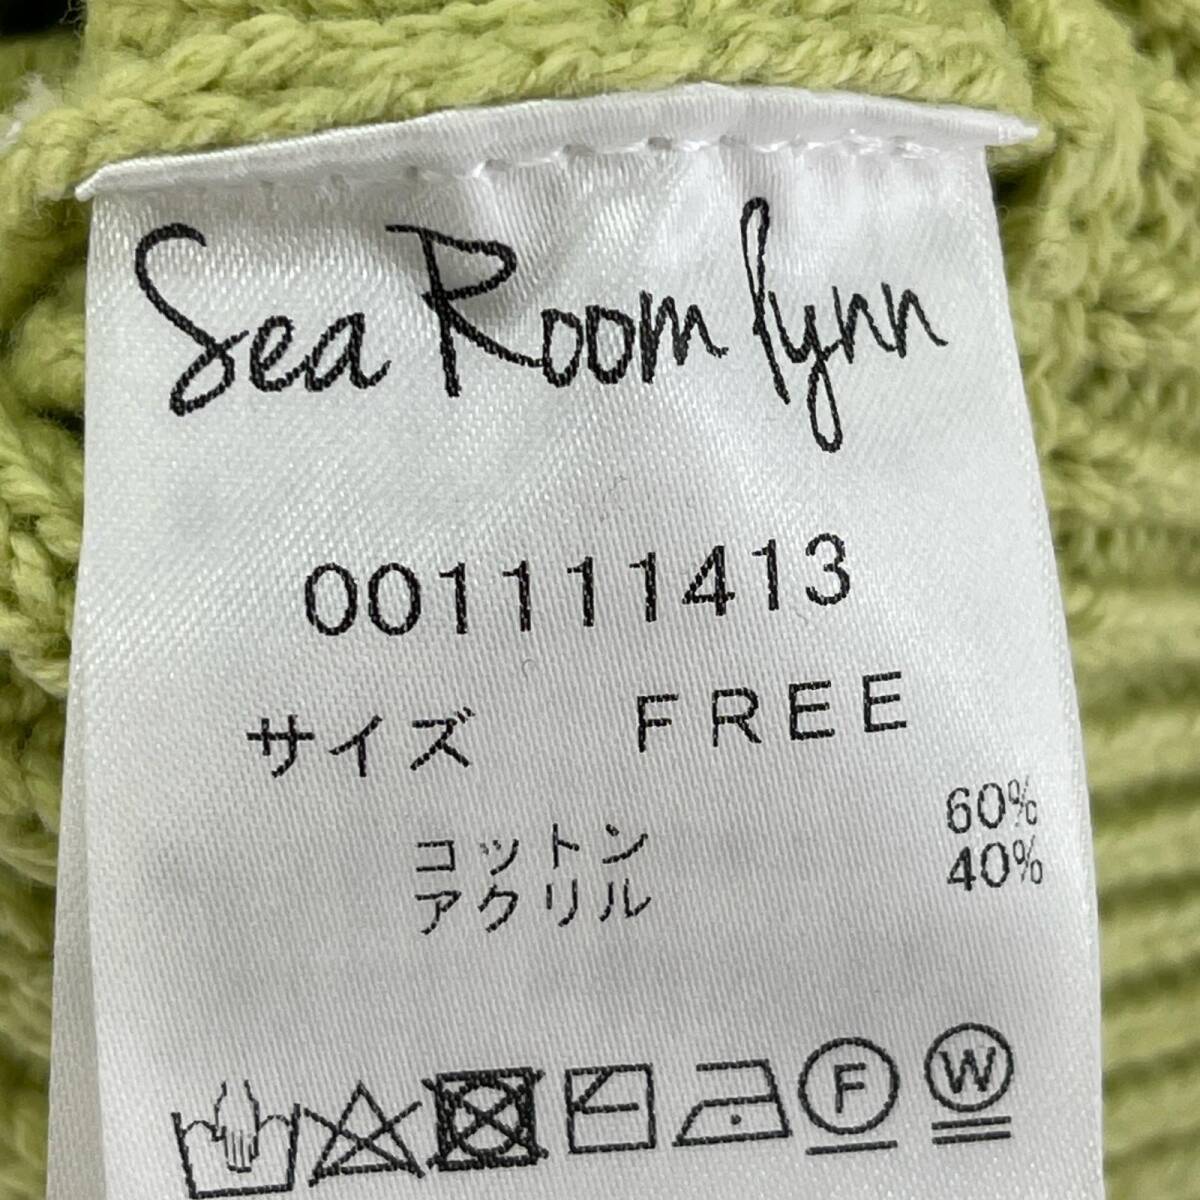 Sea Room lynn
001111413
サイズ FREE
コットン 60%
アクリル 40%
F W